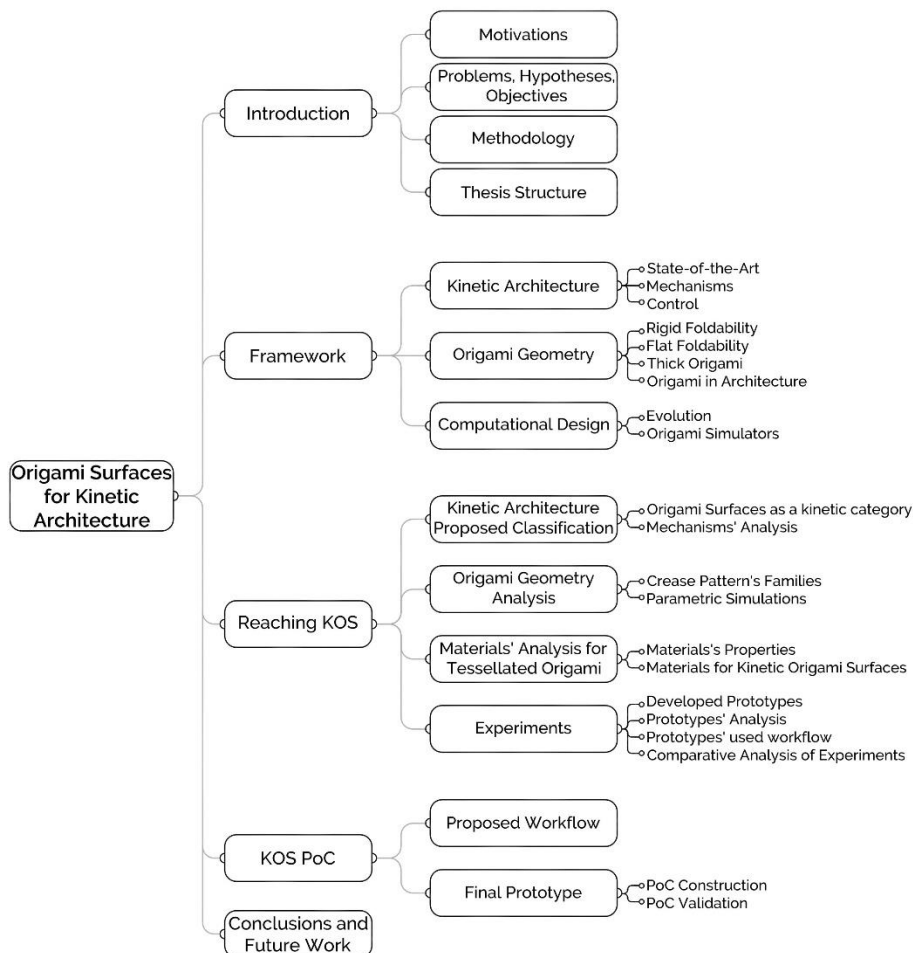 Origami Surfaces
for Kinetic
Architecture
Introduction
Motivations
Problems, Hypotheses,
Objectives
Methodology
Thesis Structure
Framework
Kinetic Architecture
State-of-the-Art
Mechanisms
Control
Origami Geometry
Rigid Foldability
Flat Foldability
Thick Origami
Origami in Architecture
Computational Design
Evolution
Origami Simulators
Reaching KOS
Kinetic Architecture
Proposed Classification
Origami Surfaces as a kinetic category
Mechanisms' Analysis
Origami Geometry
Analysis
Crease Pattern's Families
Parametric Simulations
Materials' Analysis for
Tessellated Origami
Materials's Properties
Materials for Kinetic Origami Surfaces
Experiments
Developed Prototypes
Prototypes' Analysis
Prototypes' used workflow
Comparative Analysis of Experiments
KOS PoC
Proposed Workflow
Final Prototype
PoC Construction
PoC Validation
Conclusions and
Future Work